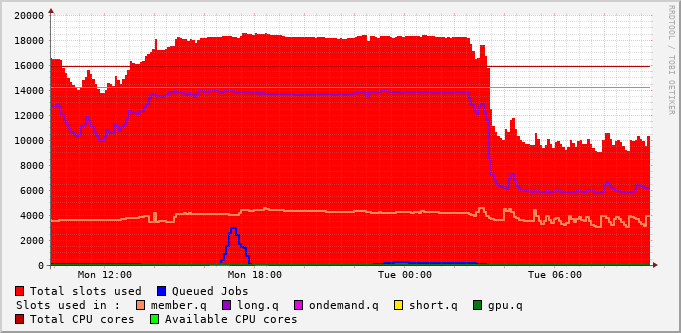 RRDTOOL / TOBI OETIKER
20000
18000
16000
14000
12000
10000
8000
6000
4000
2000
0
Mon 12:00 Mon 18:00 Tue 00:00 Tue 06:00
Total slots used Queued Jobs
Slots used in : member.q long.q ondemand.q short.q gpu.q
Total CPU cores Available CPU cores